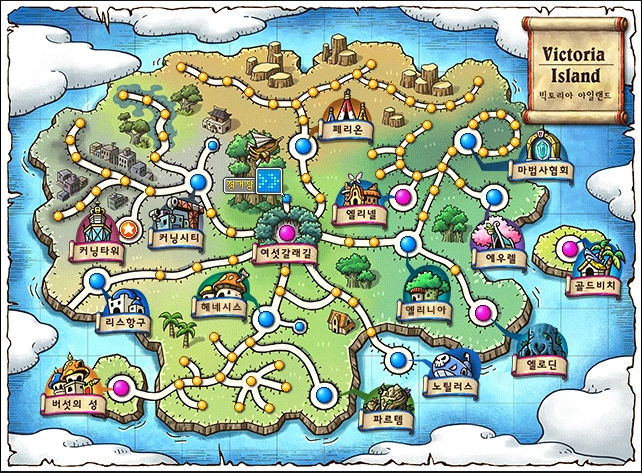 Victoria
Island
빅토리아 아일랜드
페리온
마법사협회
정거장
엘리넬
커닝타워
커닝시티
여섯갈래길
에우렐
골드비치
리스항구
헤네시스
엘리니아
엘로딘
노틸러스
버섯의 성
파르템